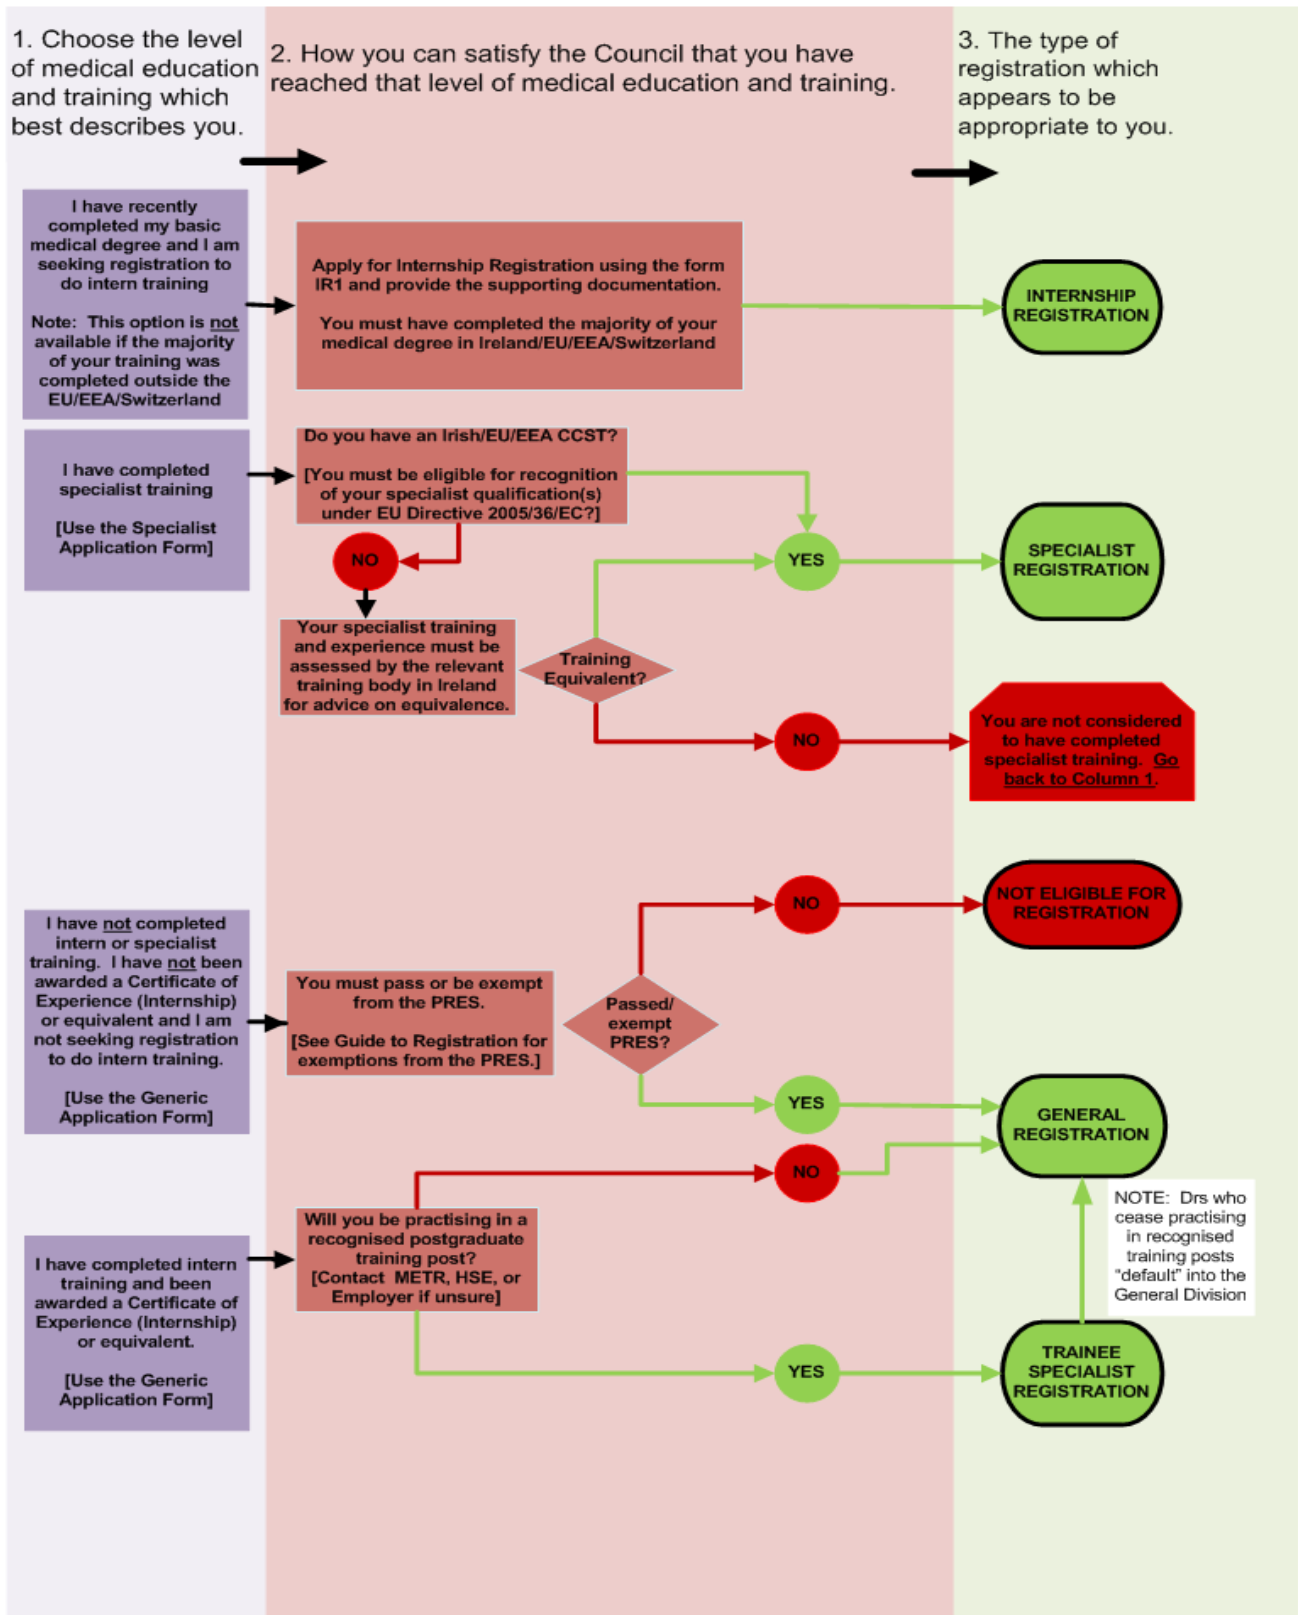 1. Choose the level
of medical education
and training which
best describes you.
2. How you can satisfy the Council that you have
reached that level of medical education and training.
3. The type of
registration which
appears to be
appropriate to you.
I have recently
completed my basic
medical degree and I am
seeking registration to
do intern training
Note: This option is not
available if the majority
of your training was
completed outside the
EU/EEA/Switzerland
Apply for Internship Registration using the form
IR1 and provide the supporting documentation.
You must have completed the majority of your
medical degree in Ireland/EU/EEA/Switzerland
INTERNSHIP
REGISTRATION
I have completed
specialist training
[Use the Specialist
Application Form]
Do you have an Irish/EU/EEA CCST?
[You must be eligible for recognition
of your specialist qualification(s)
under EU Directive 2005/36/EC?]
NO
YES
SPECIALIST
REGISTRATION
Your specialist training
and experience must be
assessed by the relevant
training body in Ireland
for advice on equivalence.
Training
Equivalent?
NO
You are not considered
to have completed
specialist training. Go
back to Column 1.
I have not completed
intern or specialist
training. I have not been
awarded a Certificate of
Experience (Internship)
or equivalent and I am
not seeking registration
to do intern training.
[Use the Generic
Application Form]
You must pass or be exempt
from the PRES.
[See Guide to Registration for
exemptions from the PRES.]
Passed/
exempt
PRES?
NO
NOT ELIGIBLE FOR
REGISTRATION
YES
GENERAL
REGISTRATION
NO
I have completed intern
training and been
awarded a Certificate of
Experience (Internship)
or equivalent.
[Use the Generic
Application Form]
Will you be practising in a
recognised postgraduate
training post?
[Contact METR, HSE, or
Employer if unsure]
NOTE: Drs who
cease practising
in recognised
training posts
"default" into the
General Division
YES
TRAINEE
SPECIALIST
REGISTRATION